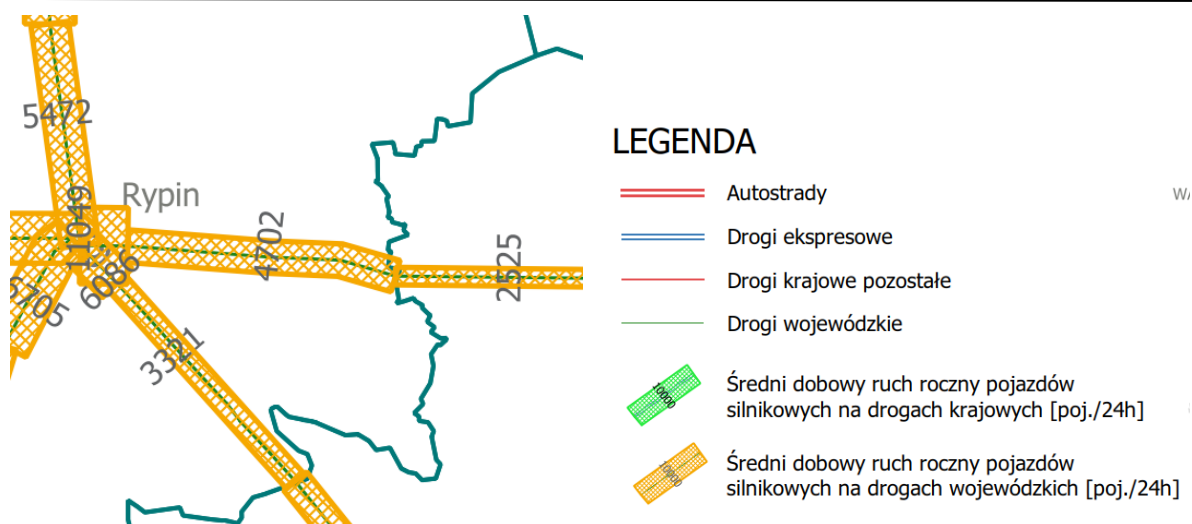 5472
Rypin
11049
4702
2525
6086
3321
LEGENDA
Autostrady
Drogi ekspresowe
Drogi krajowe pozostałe
Drogi wojewódzkie
10000
Średni dobowy ruch roczny pojazdów
silnikowych na drogach krajowych [poj./24h]
10000
Średni dobowy ruch roczny pojazdów
silnikowych na drogach wojewódzkich [poj./24h]